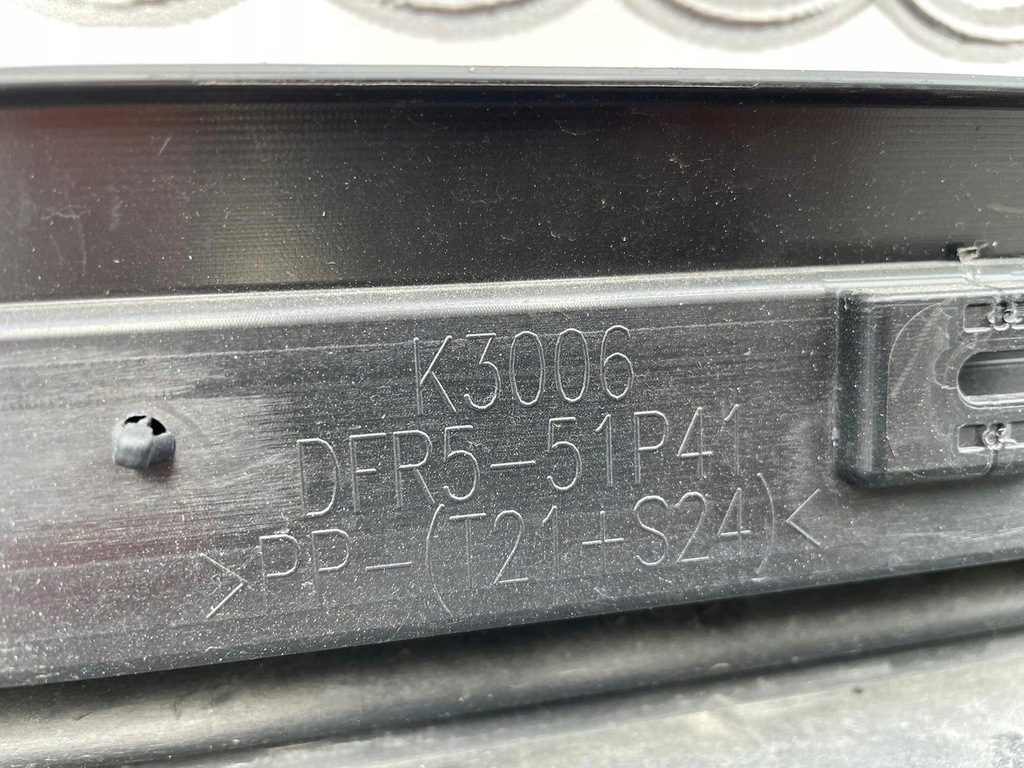 K3006
DFR5-51P41
>PP-(T21+S24)<